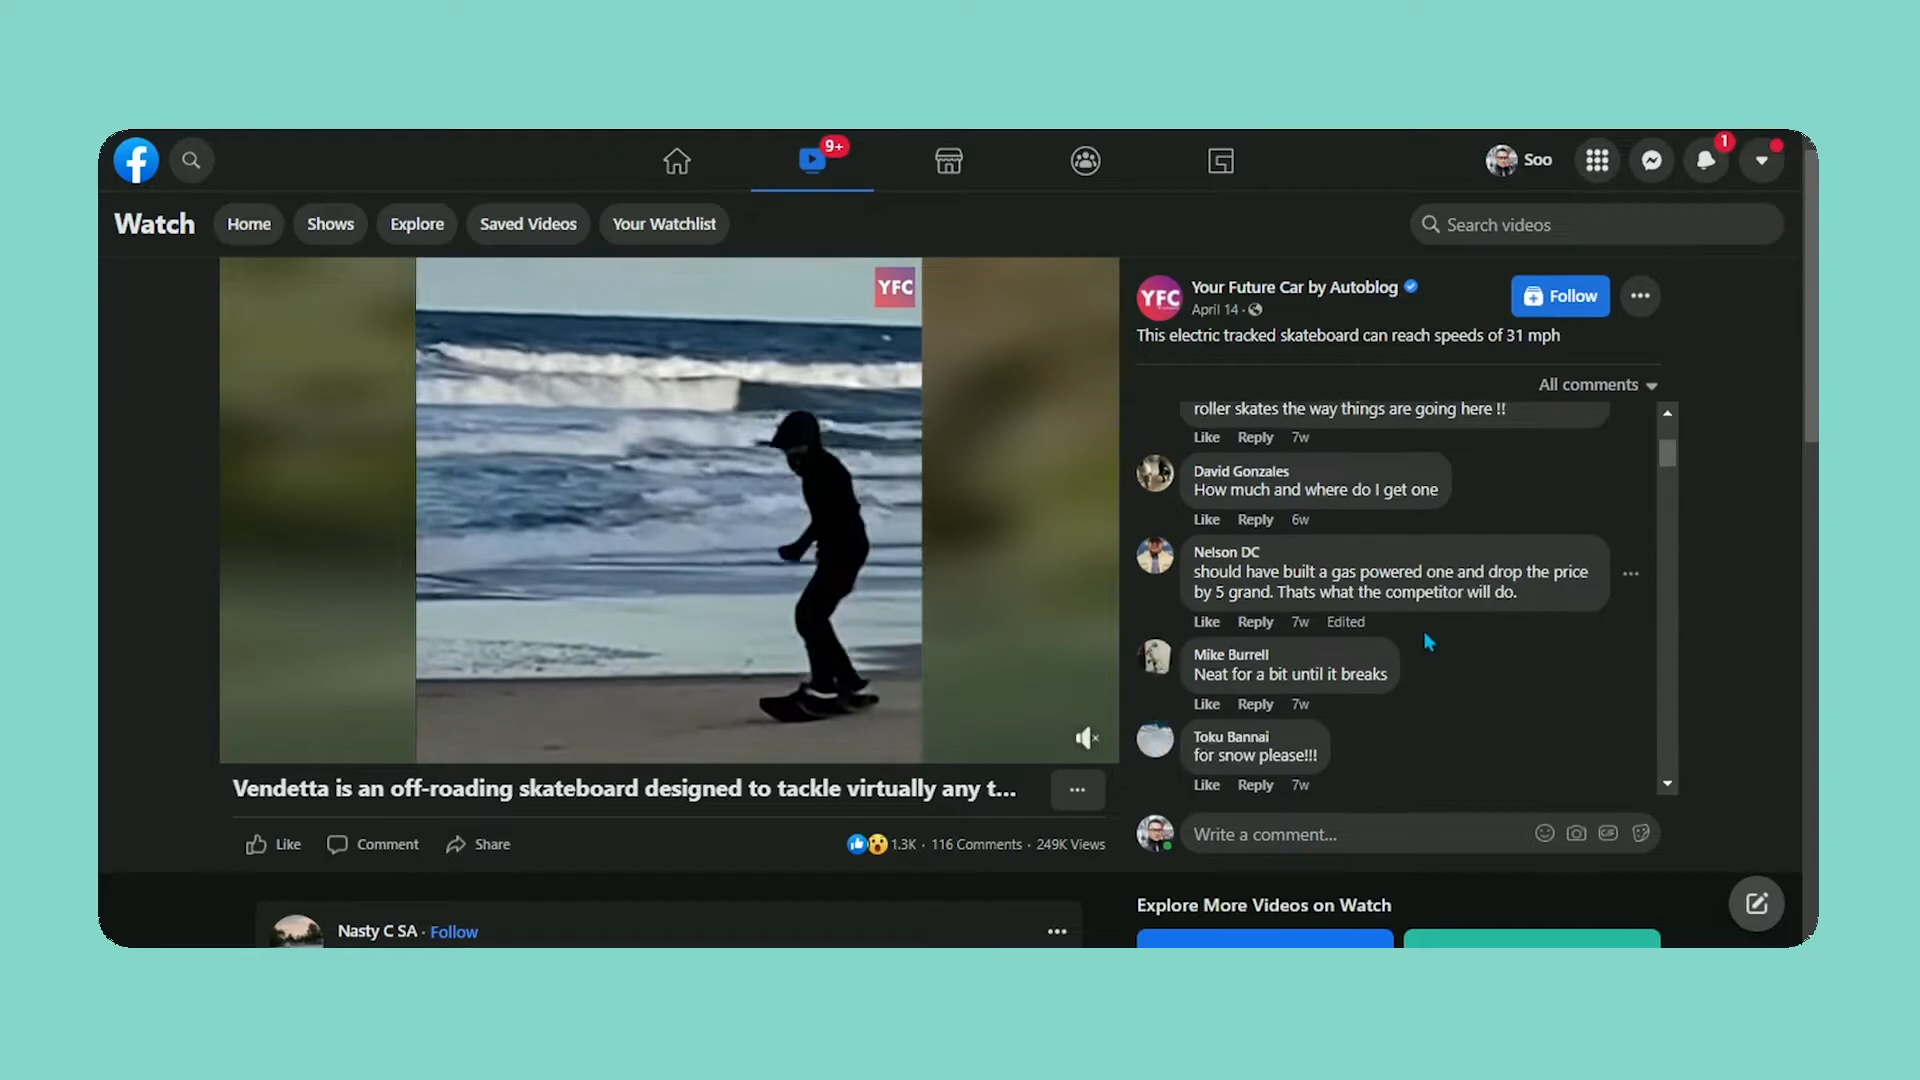 9+
Soo
1
Watch
Home
Shows
Explore
Saved Videos
Your Watchlist
Search videos
YFC
YFC
Your Future Car by Autoblog
Follow
April 14 ·
This electric tracked skateboard can reach speeds of 31 mph
All comments
roller skates the way things are going here !!
Like Reply 7w
David Gonzales
How much and where do I get one
Like Reply 6w
Nelson DC
should have built a gas powered one and drop the price
by 5 grand. Thats what the competitor will do.
Like Reply 7w Edited
Mike Burrell
Neat for a bit until it breaks
Like Reply 7w
Toku Bannai
for snow please!!!
Like Reply 7w
Write a comment...
GIF
Vendetta is an off-roading skateboard designed to tackle virtually any t...
Like
Comment
Share
1.3K · 116 Comments · 249K Views
Nasty C SA · Follow
Explore More Videos on Watch